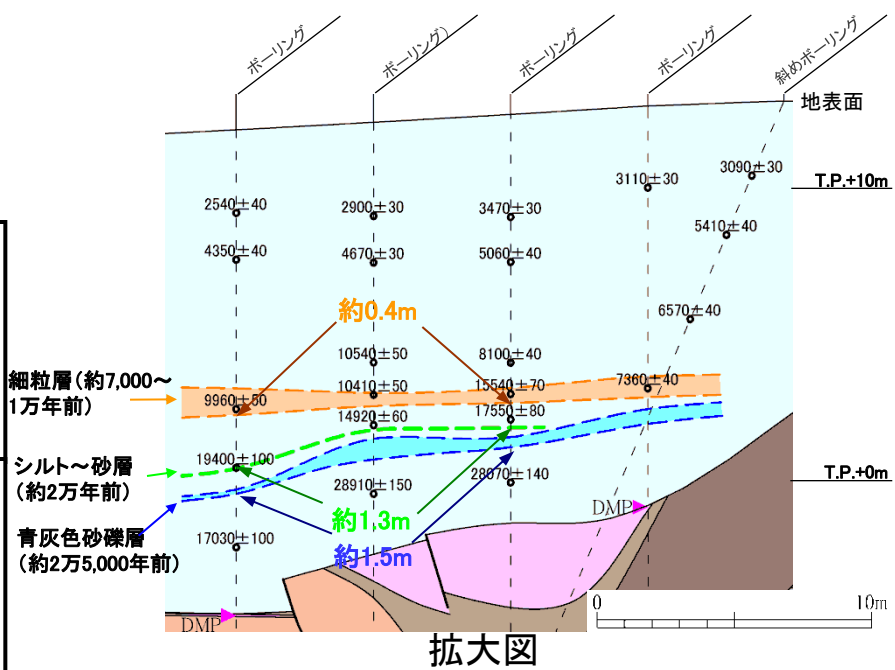 ボーリング
ボーリング)
ボーリング
ボーリング
斜めボーリング
地表面
3090±30
3110±30
T.P.+10m
2540±40
2900±30
3470±30
5410±40
4350±40
4670±30
5060±40
約0.4m
6570±40
10540±50
8100±40
細粒層(約7,000～
1万年前)
9960±50
10410±50
15540±70
7360±40
14920±60
17550±80
シルト～砂層
(約2万年前)
19400±100
28910±150
28070±140
T.P.+0m
DMP
約1.3m
青灰色砂礫層
(約2万5,000年前)
17030±100
約1.5m
DMP
0
10m
拡大図